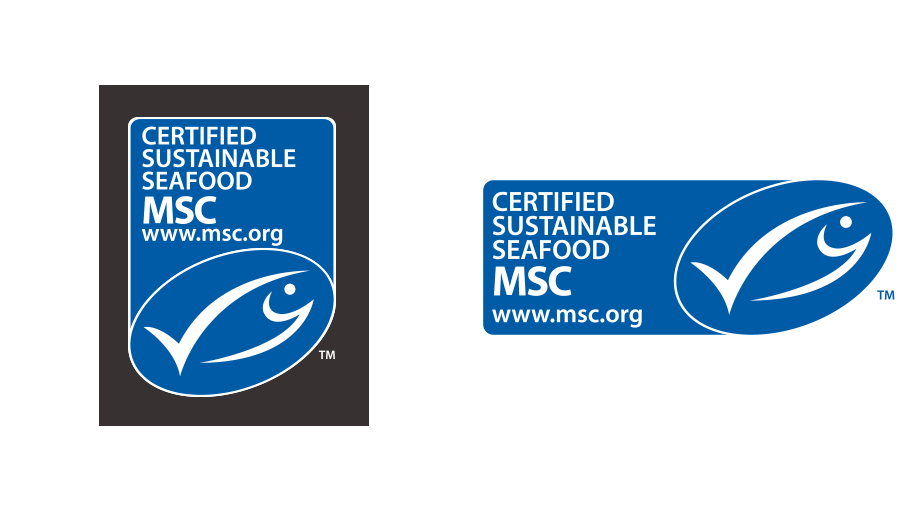 CERTIFIED
SUSTAINABLE
SEAFOOD
MSC
www.msc.org
TM
CERTIFIED
SUSTAINABLE
SEAFOOD
MSC
www.msc.org
TM